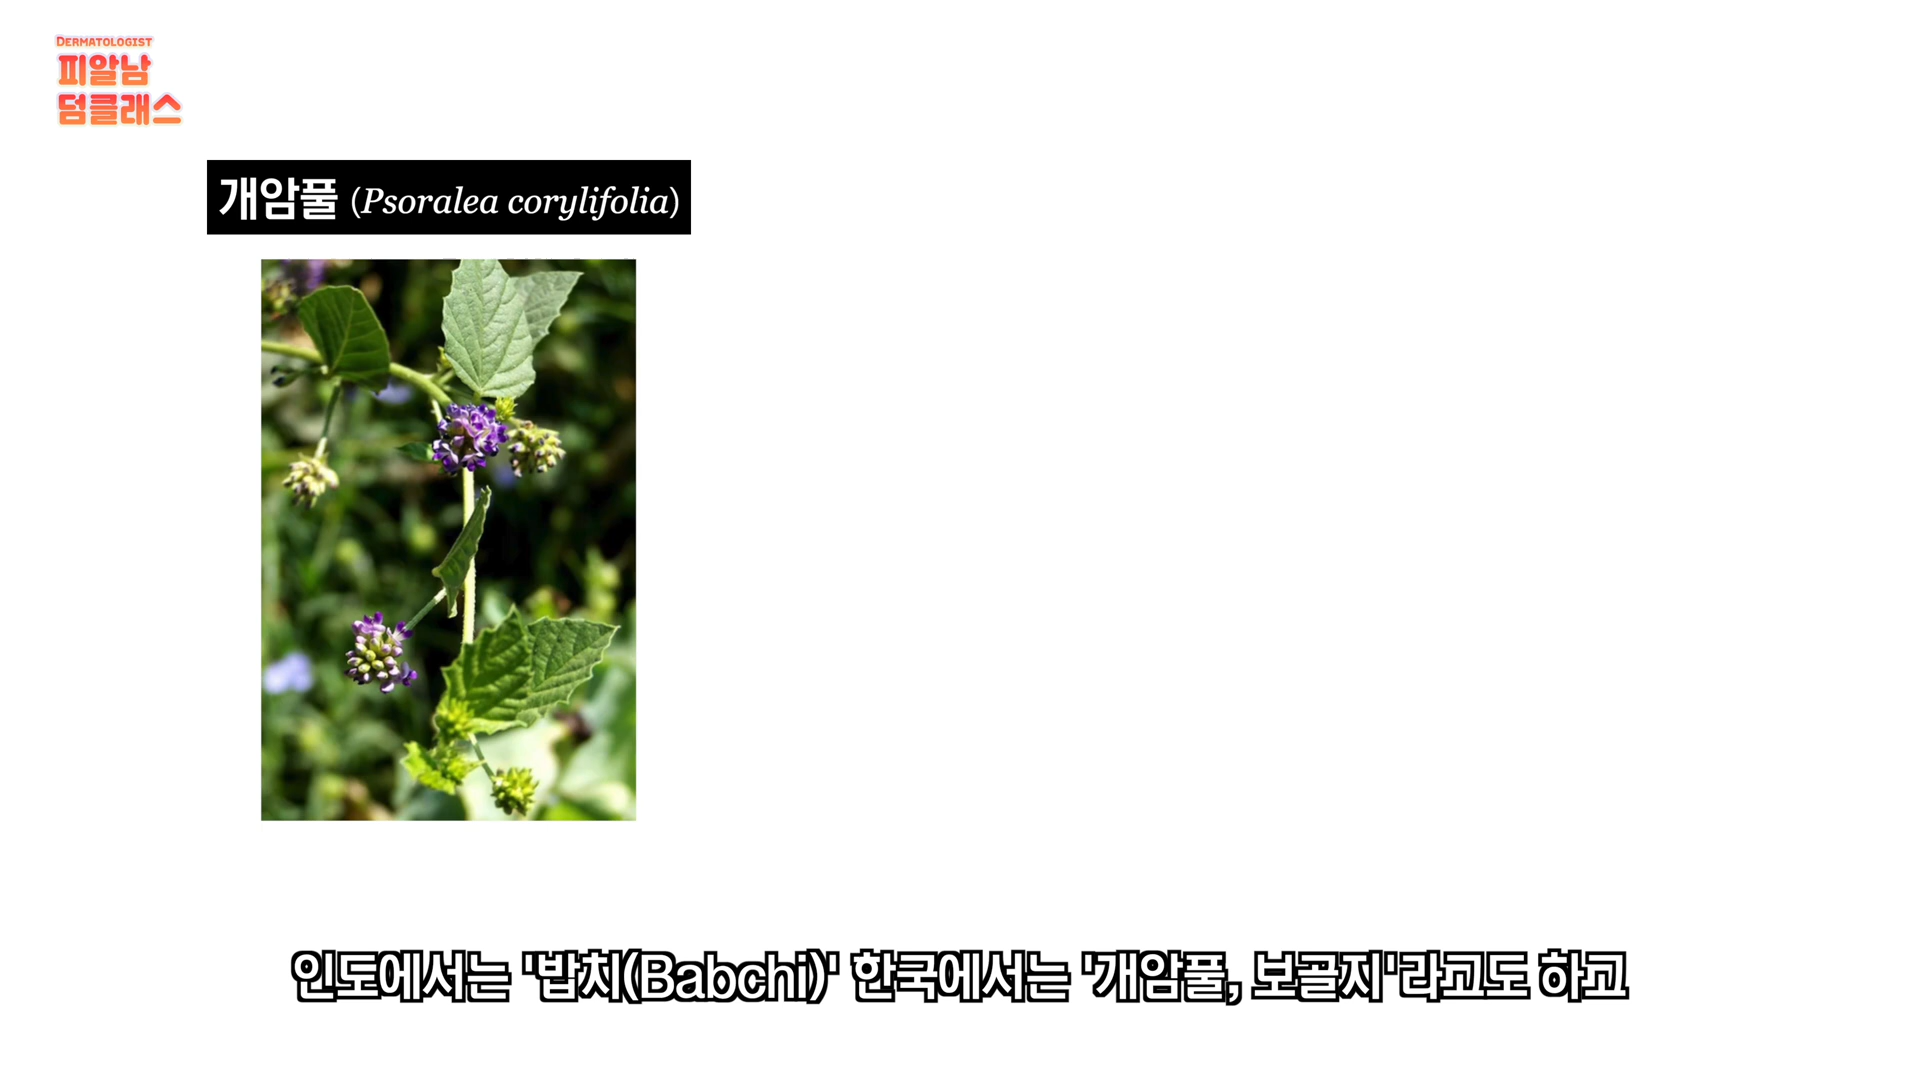 DERMATOLOGIST
피알남
덤클래스
개암풀 (Psoralea corylifolia)
인도에서는 '밥치(Babchi)' 한국에서는 '개암풀, 보골지'라고도 하고